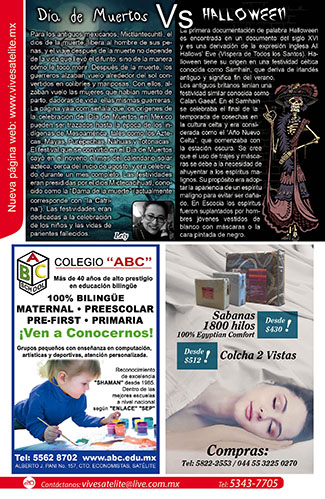 Día de Muertos Vs HALLOWEEN
Para los antiguos mexicanos, Mictlantecuhtli, el
dios de la muerte, libera al hombre de sus pe-
nas, y el viaje después de la muerte no dependía
de la vida que llevó el difunto, sino de la manera
como todo moría. Después de la muerte, los
guerreros alzaban vuelo alrededor del sol con-
vertidos en colibríes y mariposas. Con ellos, al-
zaban vuelo las mujeres que habían muerto de
parto, dadoras de vida, ellas mismas guerreras.
la celebración del Día de Muertos en México
pueden ser trazados hasta la época de los in-
dígenas de Mesoamérica, tales como los Azte-
cas, Mayas, Purépechas, Nahuas y Totonacas.
El festival que se convirtió en el Día de Muertos
cayó en el noveno mes del calendario solar
azteca, cerca del inicio de agosto, y era celebra-
do durante un mes completo. Las festividades
eran presididas por el dios Mictecacíhuatl, cono-
cida como la "Dama de la muerte" (actualmente
corresponde con la Catri-
na"). Las festividades eran
dedicadas a la celebración
de los niños y las vidas de
parientes fallecidos.
Lety
La primera documentación de palabra Halloween
es encontrada en un documento del siglo XVI
y es una derivación de la expresión inglesa All
Hallows' Eve (Víspera de Todos los Santos). Ha-
lloween tiene su origen en una festividad céltica
conocida como Samhain, que deriva de irlandés
antiguo y significa fin del verano.
Los antiguos britanos tenían una
festividad similar conocida como
Calan Gaeaf. En el Samhain
se celebraba el final de la
temporada de cosechas en
la cultura celta y era consi-
derada como el "Año Nuevo
Celta", que comenzaba con
la estación oscura. Se cree
que el uso de trajes y másca-
ras se debe a la necesidad de
ahuyentar a los espíritus ma-
lignos. Su propósito era adop-
tar la apariencia de un espíritu
maligno para evitar ser daña-
do. En Escocia los espíritus
fueron suplantados por hom-
bres jóvenes vestidos de
blanco con máscaras o la
cara pintada de negro.
Nueva página web: www.vivesatelite.mx
ABC
SCHOOL
COLEGIO "ABC"
Más de 40 años de alto prestigio
en educación bilingüe
100% BILINGÜE
MATERNAL • PREESCOLAR
PRE-FIRST • PRIMARIA
¡Ven a Conocernos!
Grupos pequeños con enseñanza en computación,
artísticas y deportivas, atención personalizada.
Reconocimiento
de excelencia
"SHAMAN" desde 1985.
Dentro de las
mejores escuelas
a nivel nacional
según "ENLACE" "SEP"
Tel: 5562 8702 www.abc.edu.mx
ALBERTO J. PANI No. 157, CTO. ECONOMISTAS, SATÉLITE
Sabanas
1800 hilos
100% Egyptian Comfort
Desde
$430
!
Desde
$512
!
Colcha 2 Vistas
Compras:
Tel: 5822-2553 / 044 55 3225 0270
Contáctanos: vivesatelite@live.com.mx Tel: 5343-7705